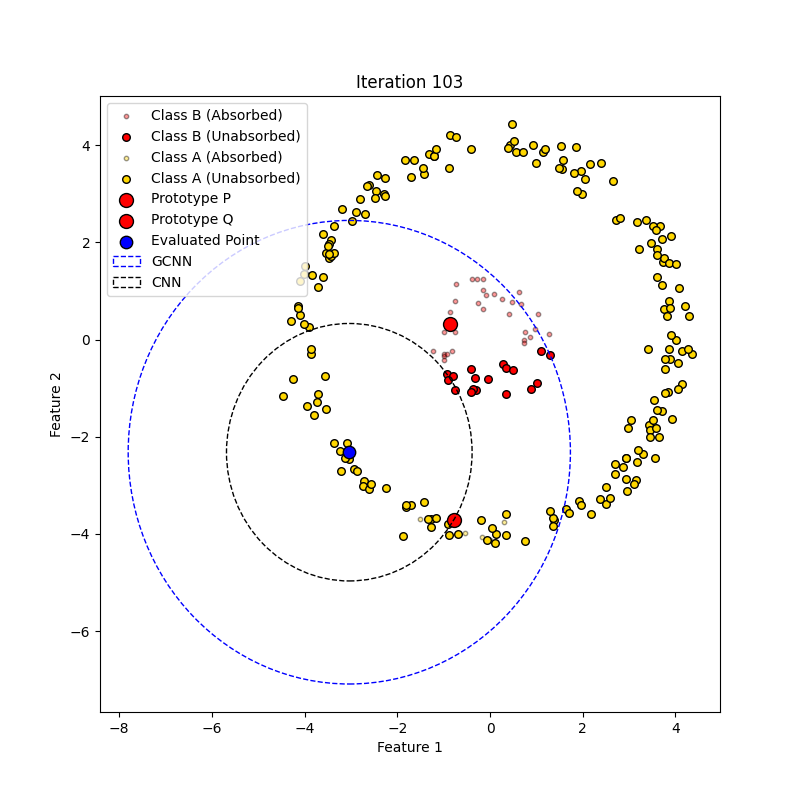 Iteration 103
Class B (Absorbed)
Class B (Unabsorbed)
Class A (Absorbed)
Class A (Unabsorbed)
Prototype P
Prototype Q
Evaluated Point
GCNN
CNN
4
2
0
−2
−4
−6
Feature 2
−8
−6
−4
−2
0
2
4
Feature 1